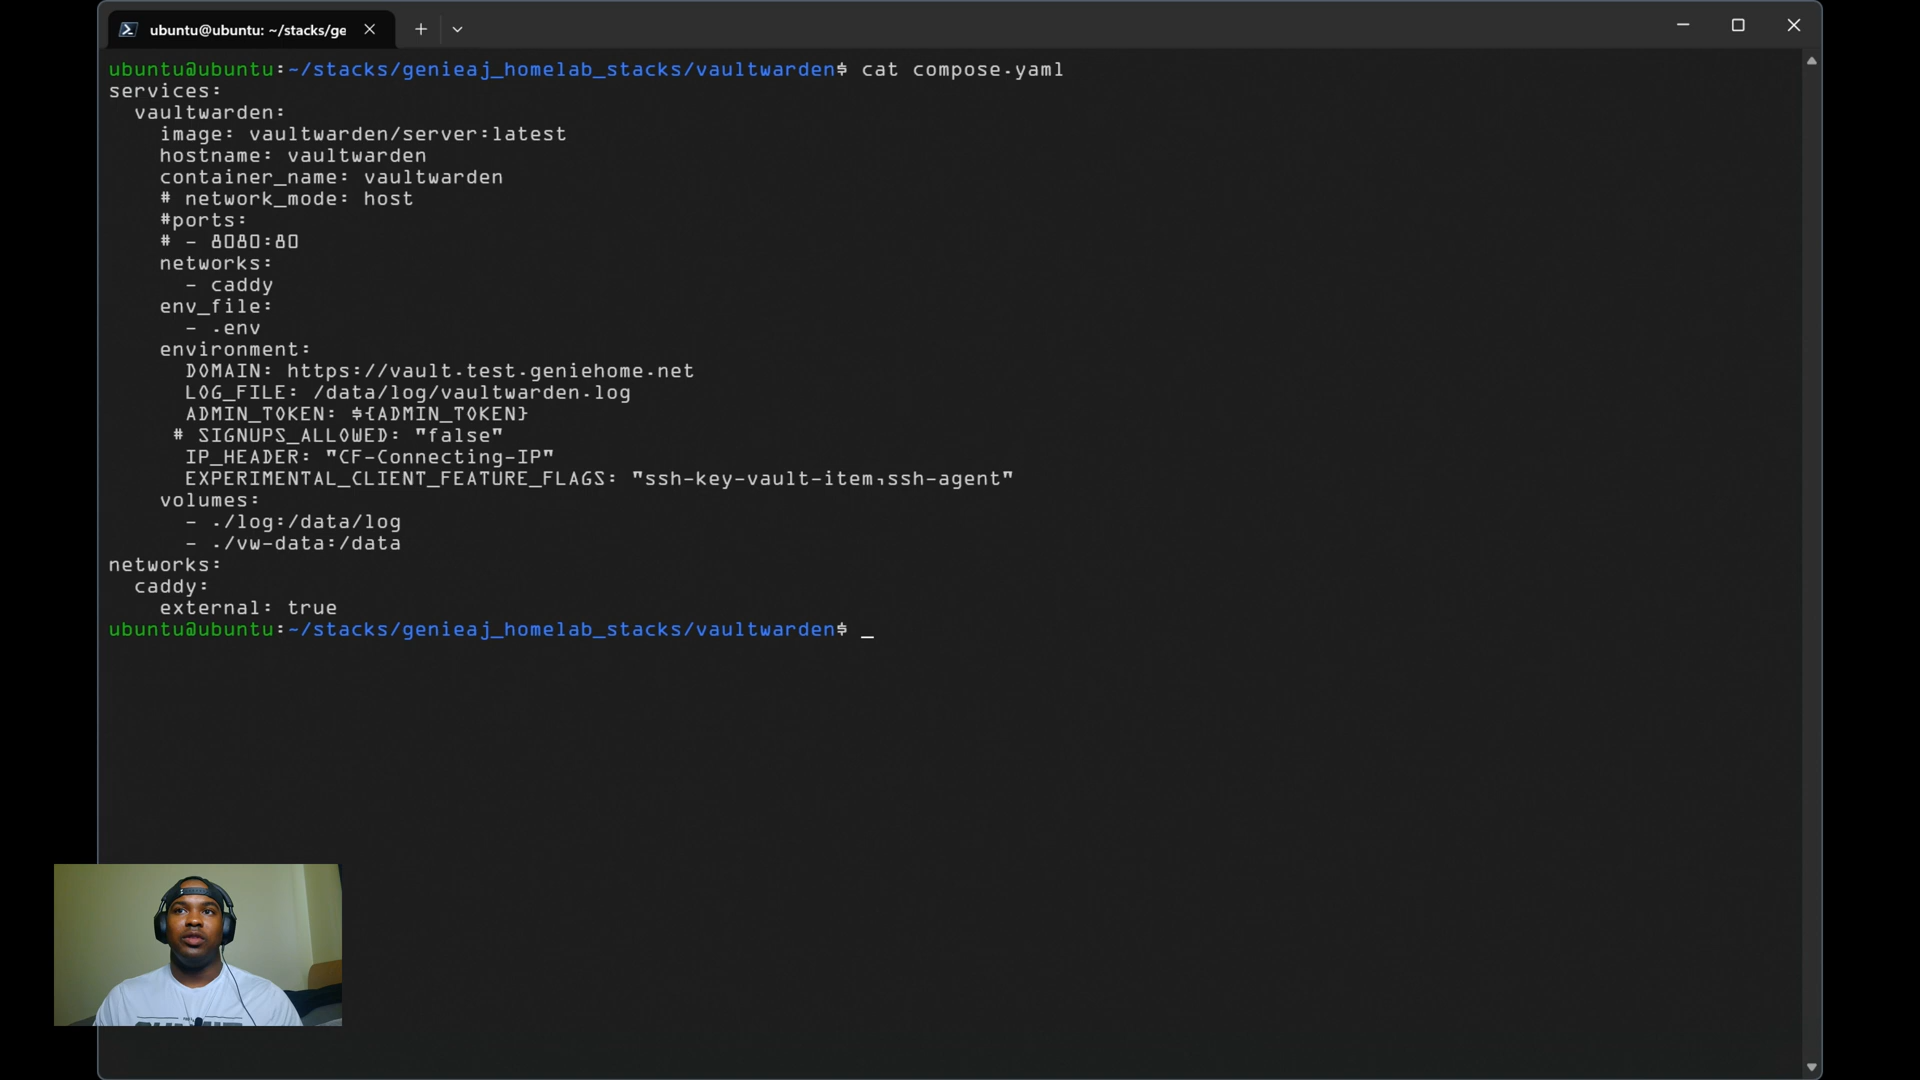 ubuntu@ubuntu: ~/stacks/ge
ubuntu@ubuntu:~/stacks/genieaj_homelab_stacks/vaultwarden$ cat compose.yaml
services:
  vaultwarden:
    image: vaultwarden/server:latest
    hostname: vaultwarden
    container_name: vaultwarden
    # network_mode: host
    #ports:
    # - 8080:80
    networks:
      - caddy
    env_file:
      - .env
    environment:
      DOMAIN: https://vault.test.geniehome.net
      LOG_FILE: /data/log/vaultwarden.log
      ADMIN_TOKEN: ${ADMIN_TOKEN}
     # SIGNUPS_ALLOWED: "false"
      IP_HEADER: "CF-Connecting-IP"
      EXPERIMENTAL_CLIENT_FEATURE_FLAGS: "ssh-key-vault-item,ssh-agent"
    volumes:
      - ./log:/data/log
      - ./vw-data:/data
networks:
  caddy:
    external: true
ubuntu@ubuntu:~/stacks/genieaj_homelab_stacks/vaultwarden$ _